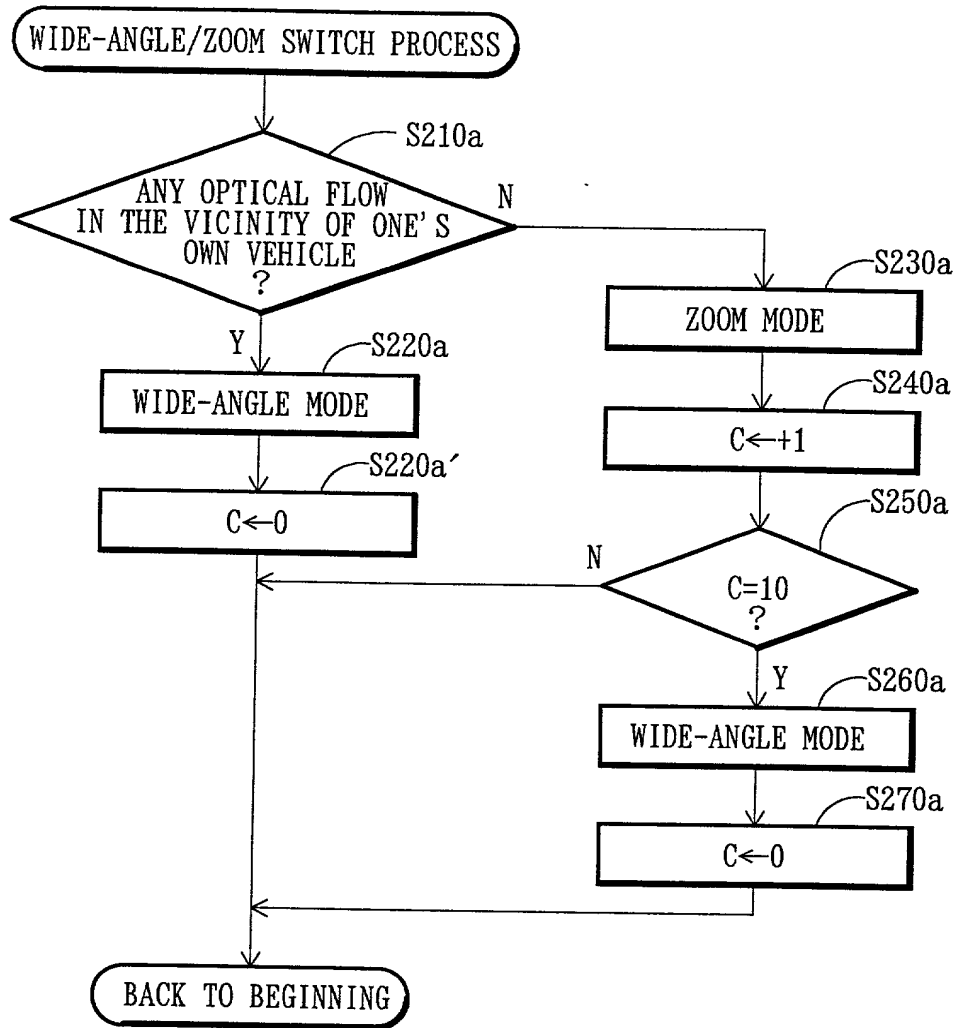 WIDE-ANGLE/ZOOM SWITCH PROCESS
S210a
ANY OPTICAL FLOW
IN THE VICINITY OF ONE'S
OWN VEHICLE
?
N
Y
S220a
WIDE-ANGLE MODE
S220a′
C←0
S230a
ZOOM MODE
S240a
C←+1
S250a
C=10
?
N
Y
S260a
WIDE-ANGLE MODE
S270a
C←0
BACK TO BEGINNING